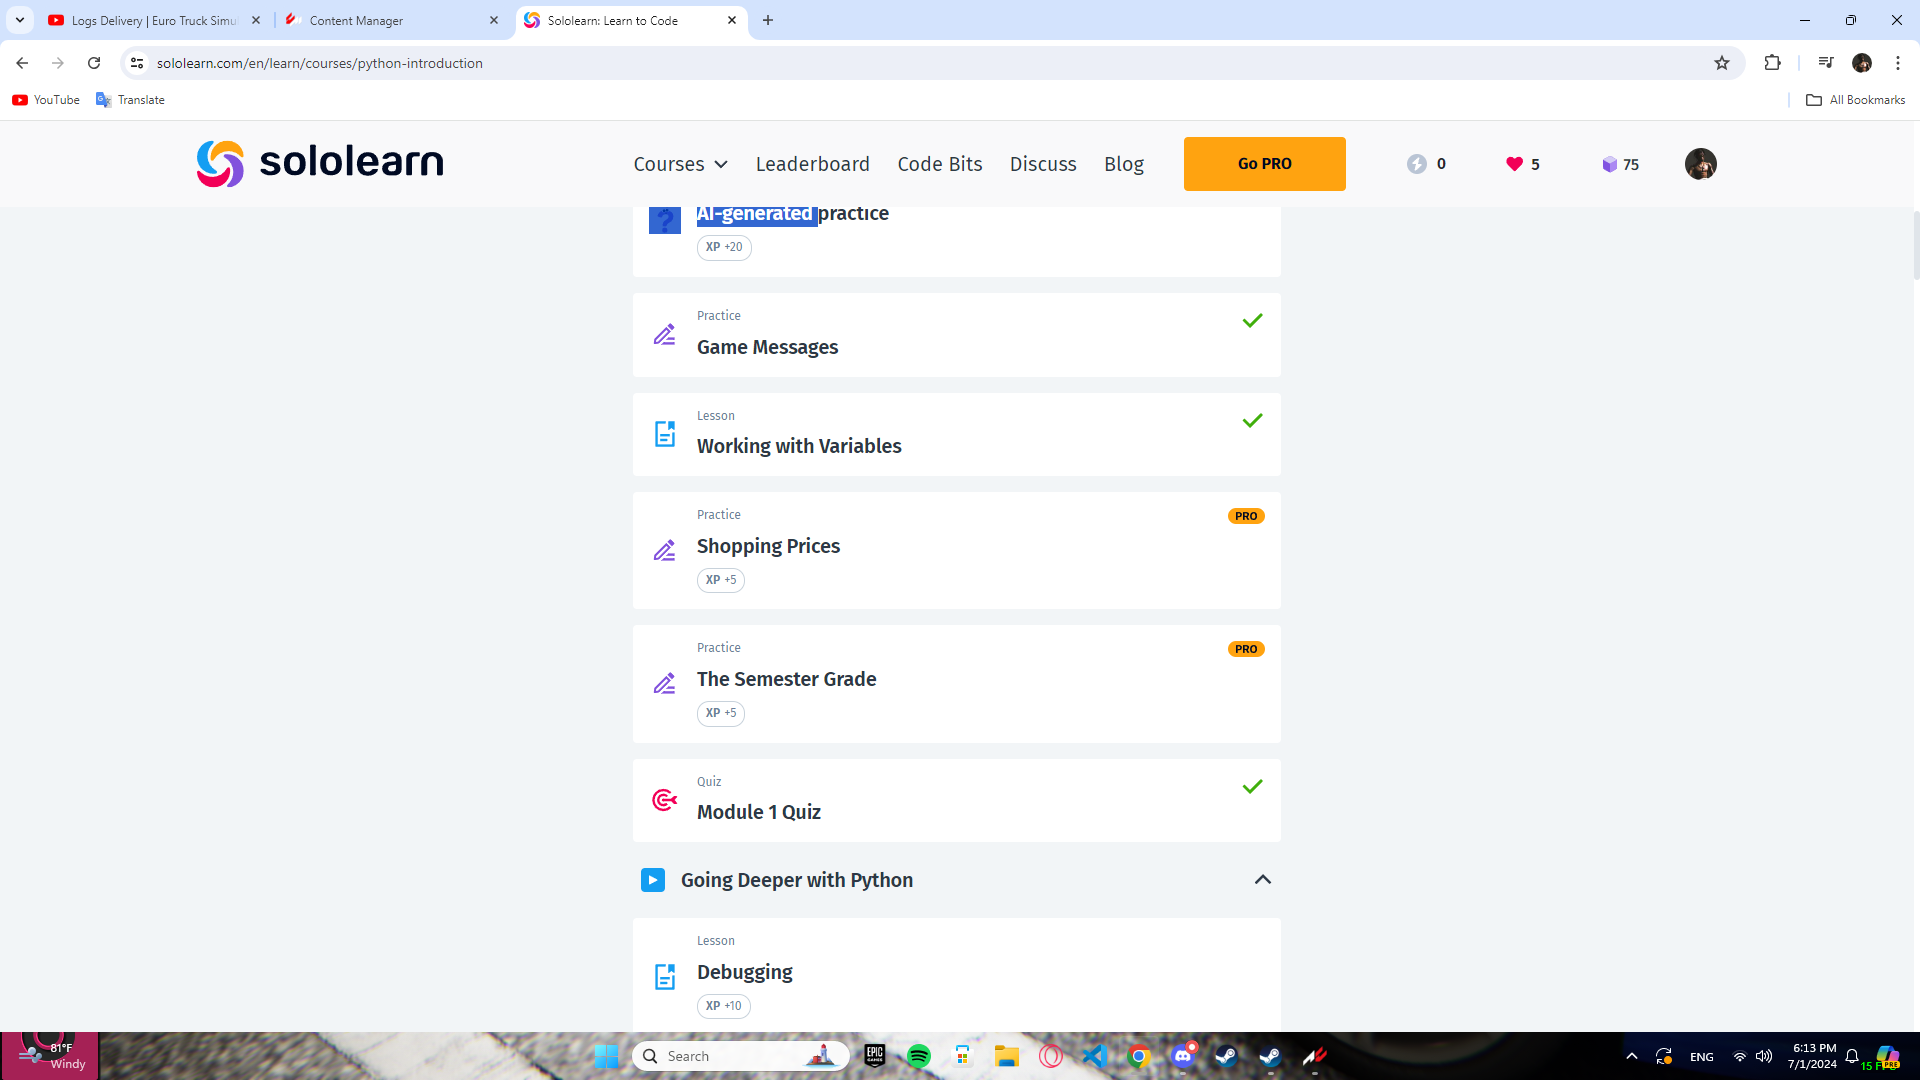 Logs Delivery | Euro Truck Simu
Content Manager
Sololearn: Learn to Code
sololearn.com/en/learn/courses/python-introduction
YouTube
Translate
All Bookmarks
sololearn
Courses
Leaderboard
Code Bits
Discuss
Blog
Go PRO
0
5
75
AI-generated practice
XP +20
Practice
Game Messages
Lesson
Working with Variables
Practice
PRO
Shopping Prices
XP +5
Practice
PRO
The Semester Grade
XP +5
Quiz
Module 1 Quiz
Going Deeper with Python
Lesson
Debugging
XP +10
81°F
Windy
Search
EPIC
GAMES
ENG
6:13 PM
7/1/2024
PRE